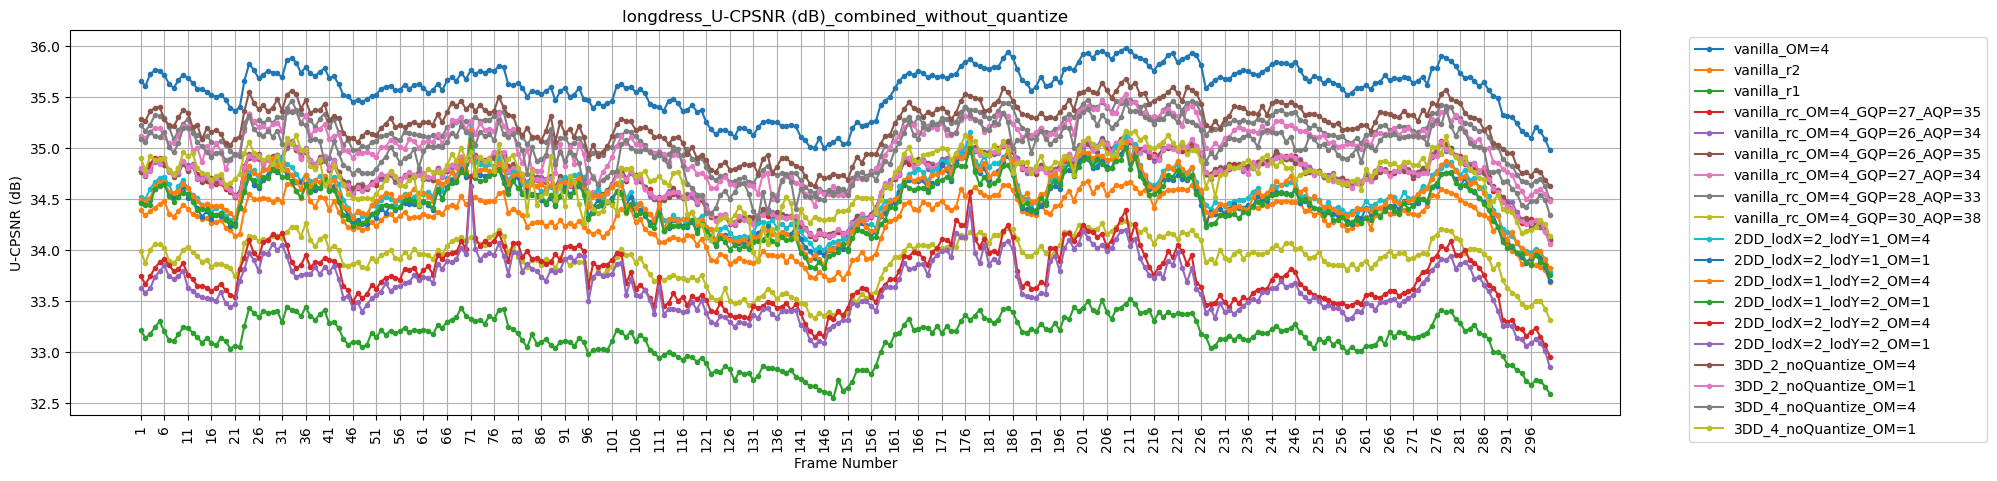 longdress_U-CPSNR (dB)_combined_without_quantize
U-CPSNR (dB)
36.0
35.5
35.0
34.5
34.0
33.5
33.0
32.5
1 6 11 16 21 26 31 36 41 46 51 56 61 66 71 76 81 86 91 96 101 106 111 116 121 126 131 136 141 146 151 156 161 166 171 176 181 186 191 196 201 206 211 216 221 226 231 236 241 246 251 256 261 266 271 276 281 286 291 296
Frame Number
vanilla_OM=4
vanilla_r2
vanilla_r1
vanilla_rc_OM=4_GQP=27_AQP=35
vanilla_rc_OM=4_GQP=26_AQP=34
vanilla_rc_OM=4_GQP=26_AQP=35
vanilla_rc_OM=4_GQP=27_AQP=34
vanilla_rc_OM=4_GQP=28_AQP=33
vanilla_rc_OM=4_GQP=30_AQP=38
2DD_lodX=2_lodY=1_OM=4
2DD_lodX=2_lodY=1_OM=1
2DD_lodX=1_lodY=2_OM=4
2DD_lodX=1_lodY=2_OM=1
2DD_lodX=2_lodY=2_OM=4
2DD_lodX=2_lodY=2_OM=1
3DD_2_noQuantize_OM=4
3DD_2_noQuantize_OM=1
3DD_4_noQuantize_OM=4
3DD_4_noQuantize_OM=1